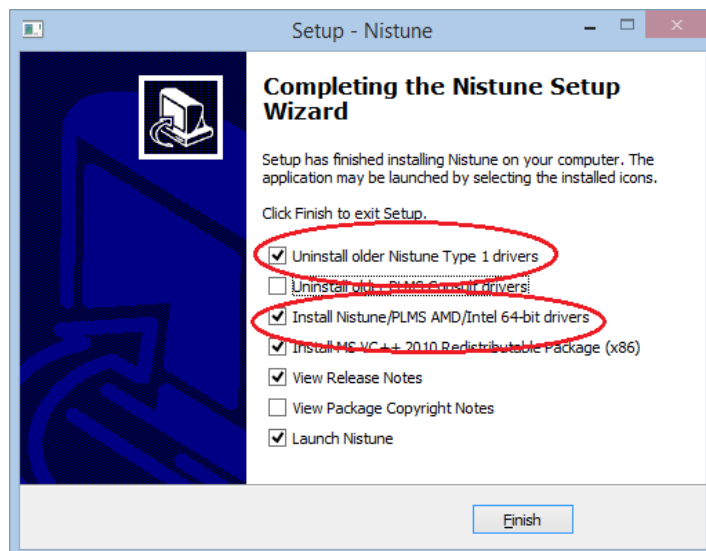 Setup - Nistune
Completing the Nistune Setup
Wizard
Setup has finished installing Nistune on your computer. The
application may be launched by selecting the installed icons.
Click Finish to exit Setup.
Uninstall older Nistune Type 1 drivers
Uninstall older PLMS Consult drivers
Install Nistune/PLMS AMD/Intel 64-bit drivers
Install MS VC++ 2010 Redistributable Package (x86)
View Release Notes
View Package Copyright Notes
Launch Nistune
Finish